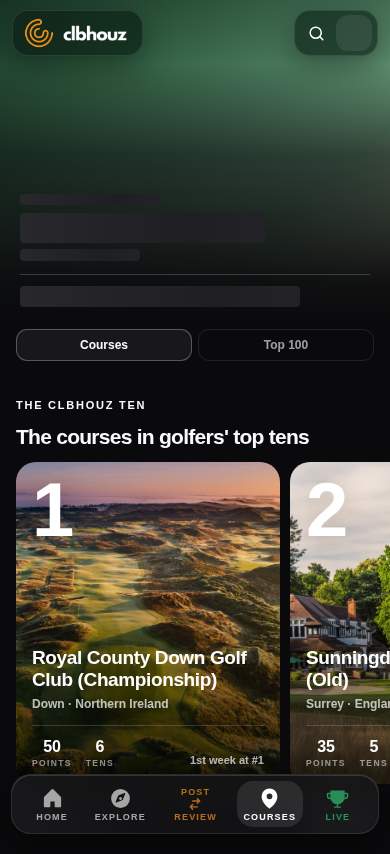 clbhouz
Courses
Top 100
THE CLBHOUZ TEN
The courses in golfers' top tens
1
Royal County Down Golf
Club (Championship)
Down · Northern Ireland
50
POINTS
6
TENS
1st week at #1
2
(Old)
Surrey
35
POINTS
5
TENS
HOME
EXPLORE
POST
REVIEW
COURSES
LIVE